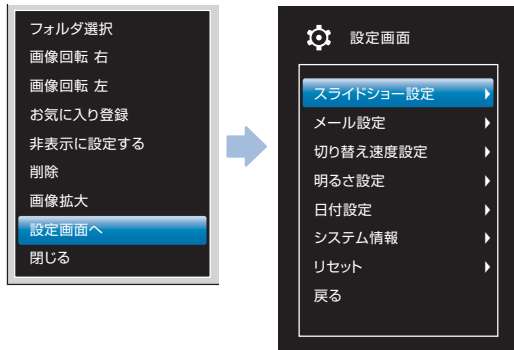 フォルダ選択
画像回転 右
画像回転 左
お気に入り登録
非表示に設定する
削除
画像拡大
設定画面へ
閉じる
設定画面
スライドショー設定
メール設定
切り替え速度設定
明るさ設定
日付設定
システム情報
リセット
戻る